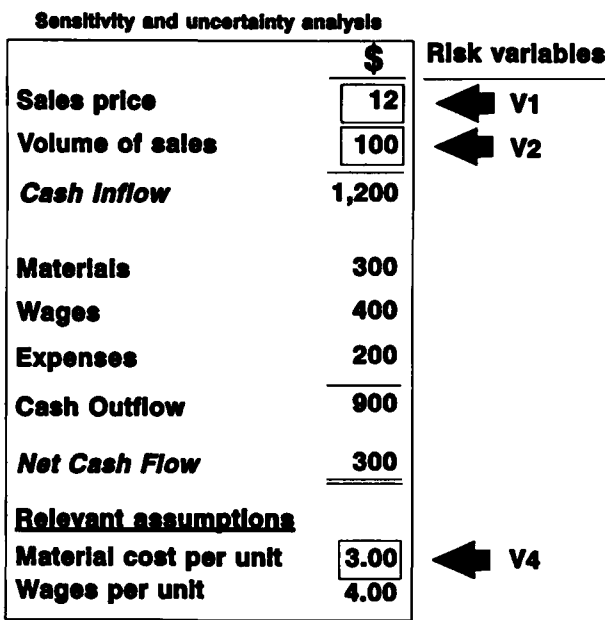 Sensitivity and uncertainty analysis
$ Risk variables
Sales price 12 V1
Volume of sales 100 V2
Cash Inflow 1,200
Materials 300
Wages 400
Expenses 200
Cash Outflow 900
Net Cash Flow 300
Relevant assumptions
Material cost per unit 3.00 V4
Wages per unit 4.00